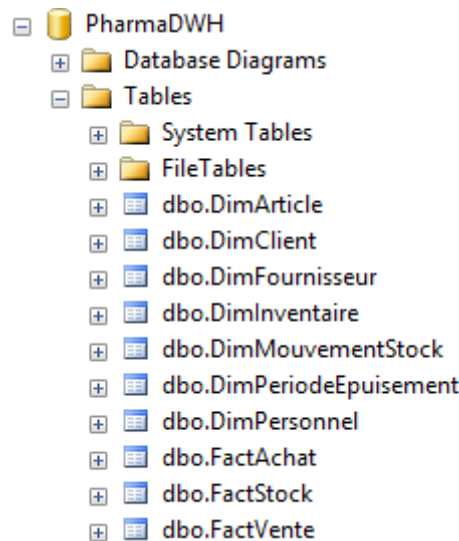 PharmaDWH
Database Diagrams
Tables
System Tables
FileTables
dbo.DimArticle
dbo.DimClient
dbo.DimFournisseur
dbo.DimInventaire
dbo.DimMouvementStock
dbo.DimPeriodeEpuisement
dbo.DimPersonnel
dbo.FactAchat
dbo.FactStock
dbo.FactVente